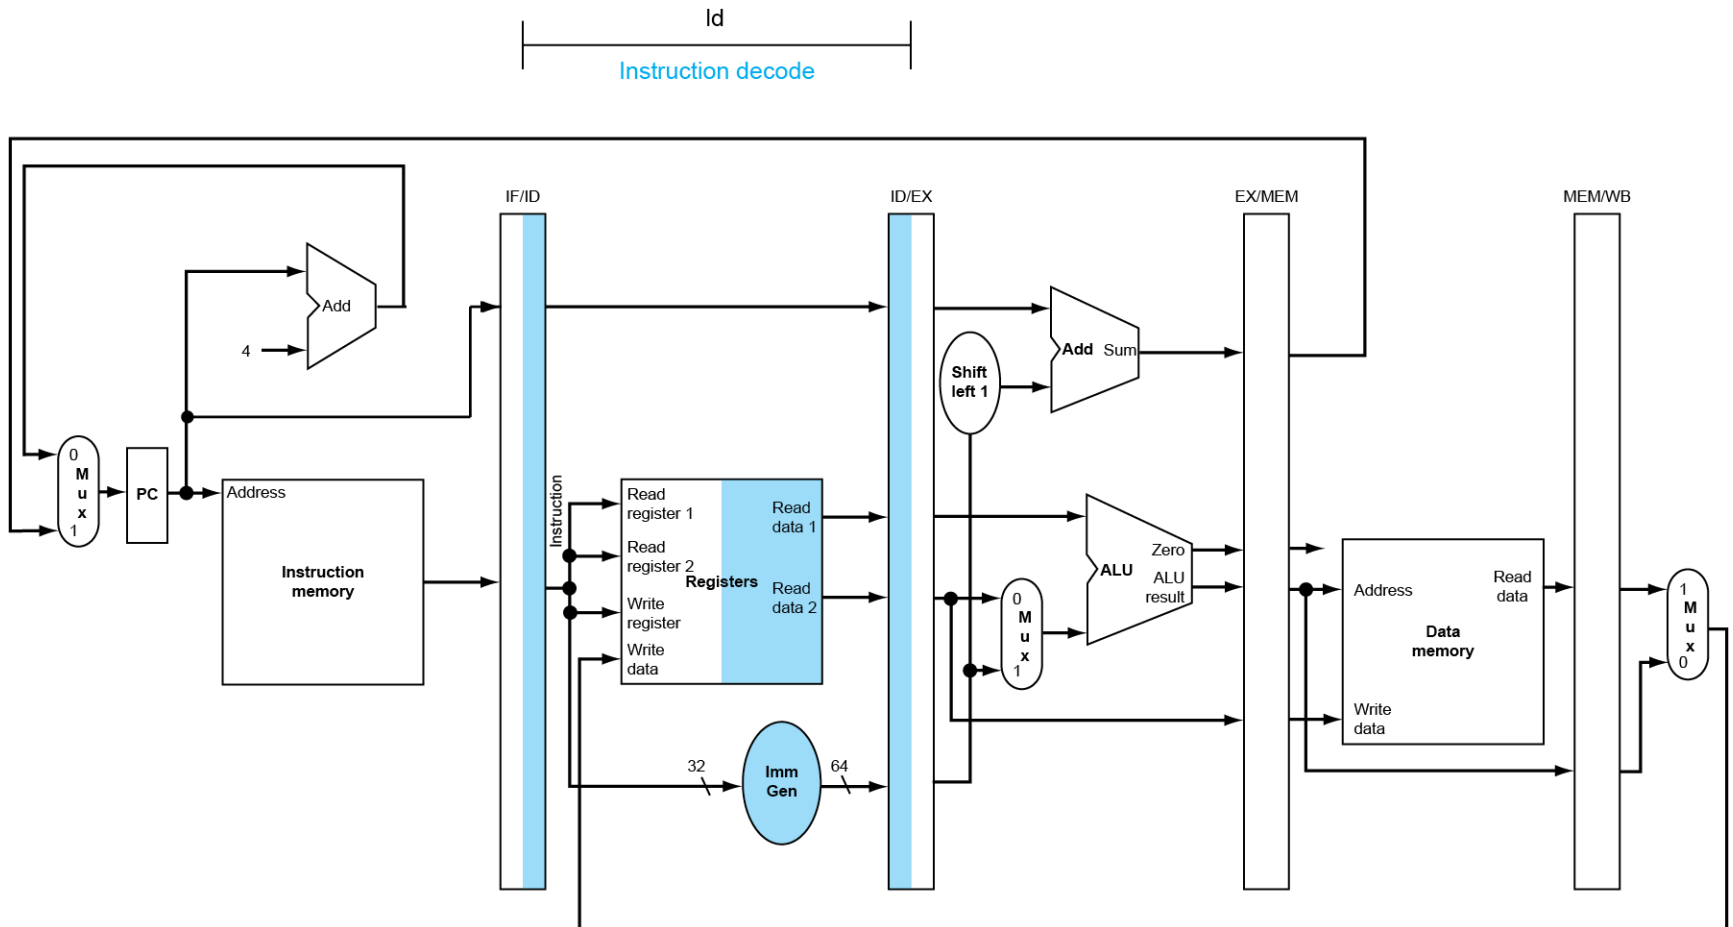 ld
Instruction decode
IF/ID
ID/EX
EX/MEM
MEM/WB
Add
4
Add Sum
Shift
left 1
0
M
u
x
1
PC
Address
Instruction
memory
Instruction
Read
register 1
Read
register 2
Write
register
Write
data
Registers
Read
data 1
Read
data 2
32
Imm
Gen
64
0
M
u
x
1
Zero
ALU
ALU
result
Address
Read
data
Data
memory
Write
data
1
M
u
x
0